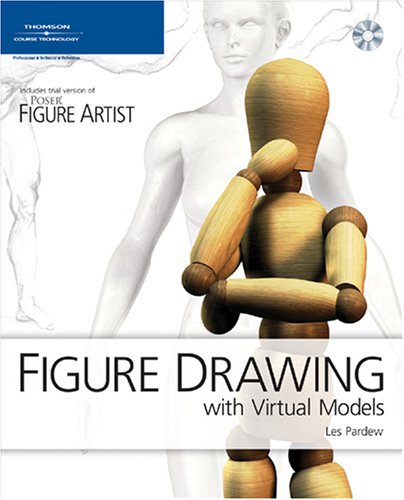 THOMSON
COURSE TECHNOLOGY
Professional ■ Technical ■ Reference
Includes trial version of
POSER
FIGURE ARTIST
FIGURE DRAWING
with Virtual Models
Les Pardew